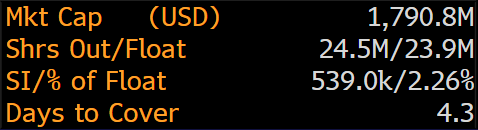 Mkt Cap (USD) 1,790.8M
Shrs Out/Float 24.5M/23.9M
SI/% of Float 539.0k/2.26%
Days to Cover 4.3